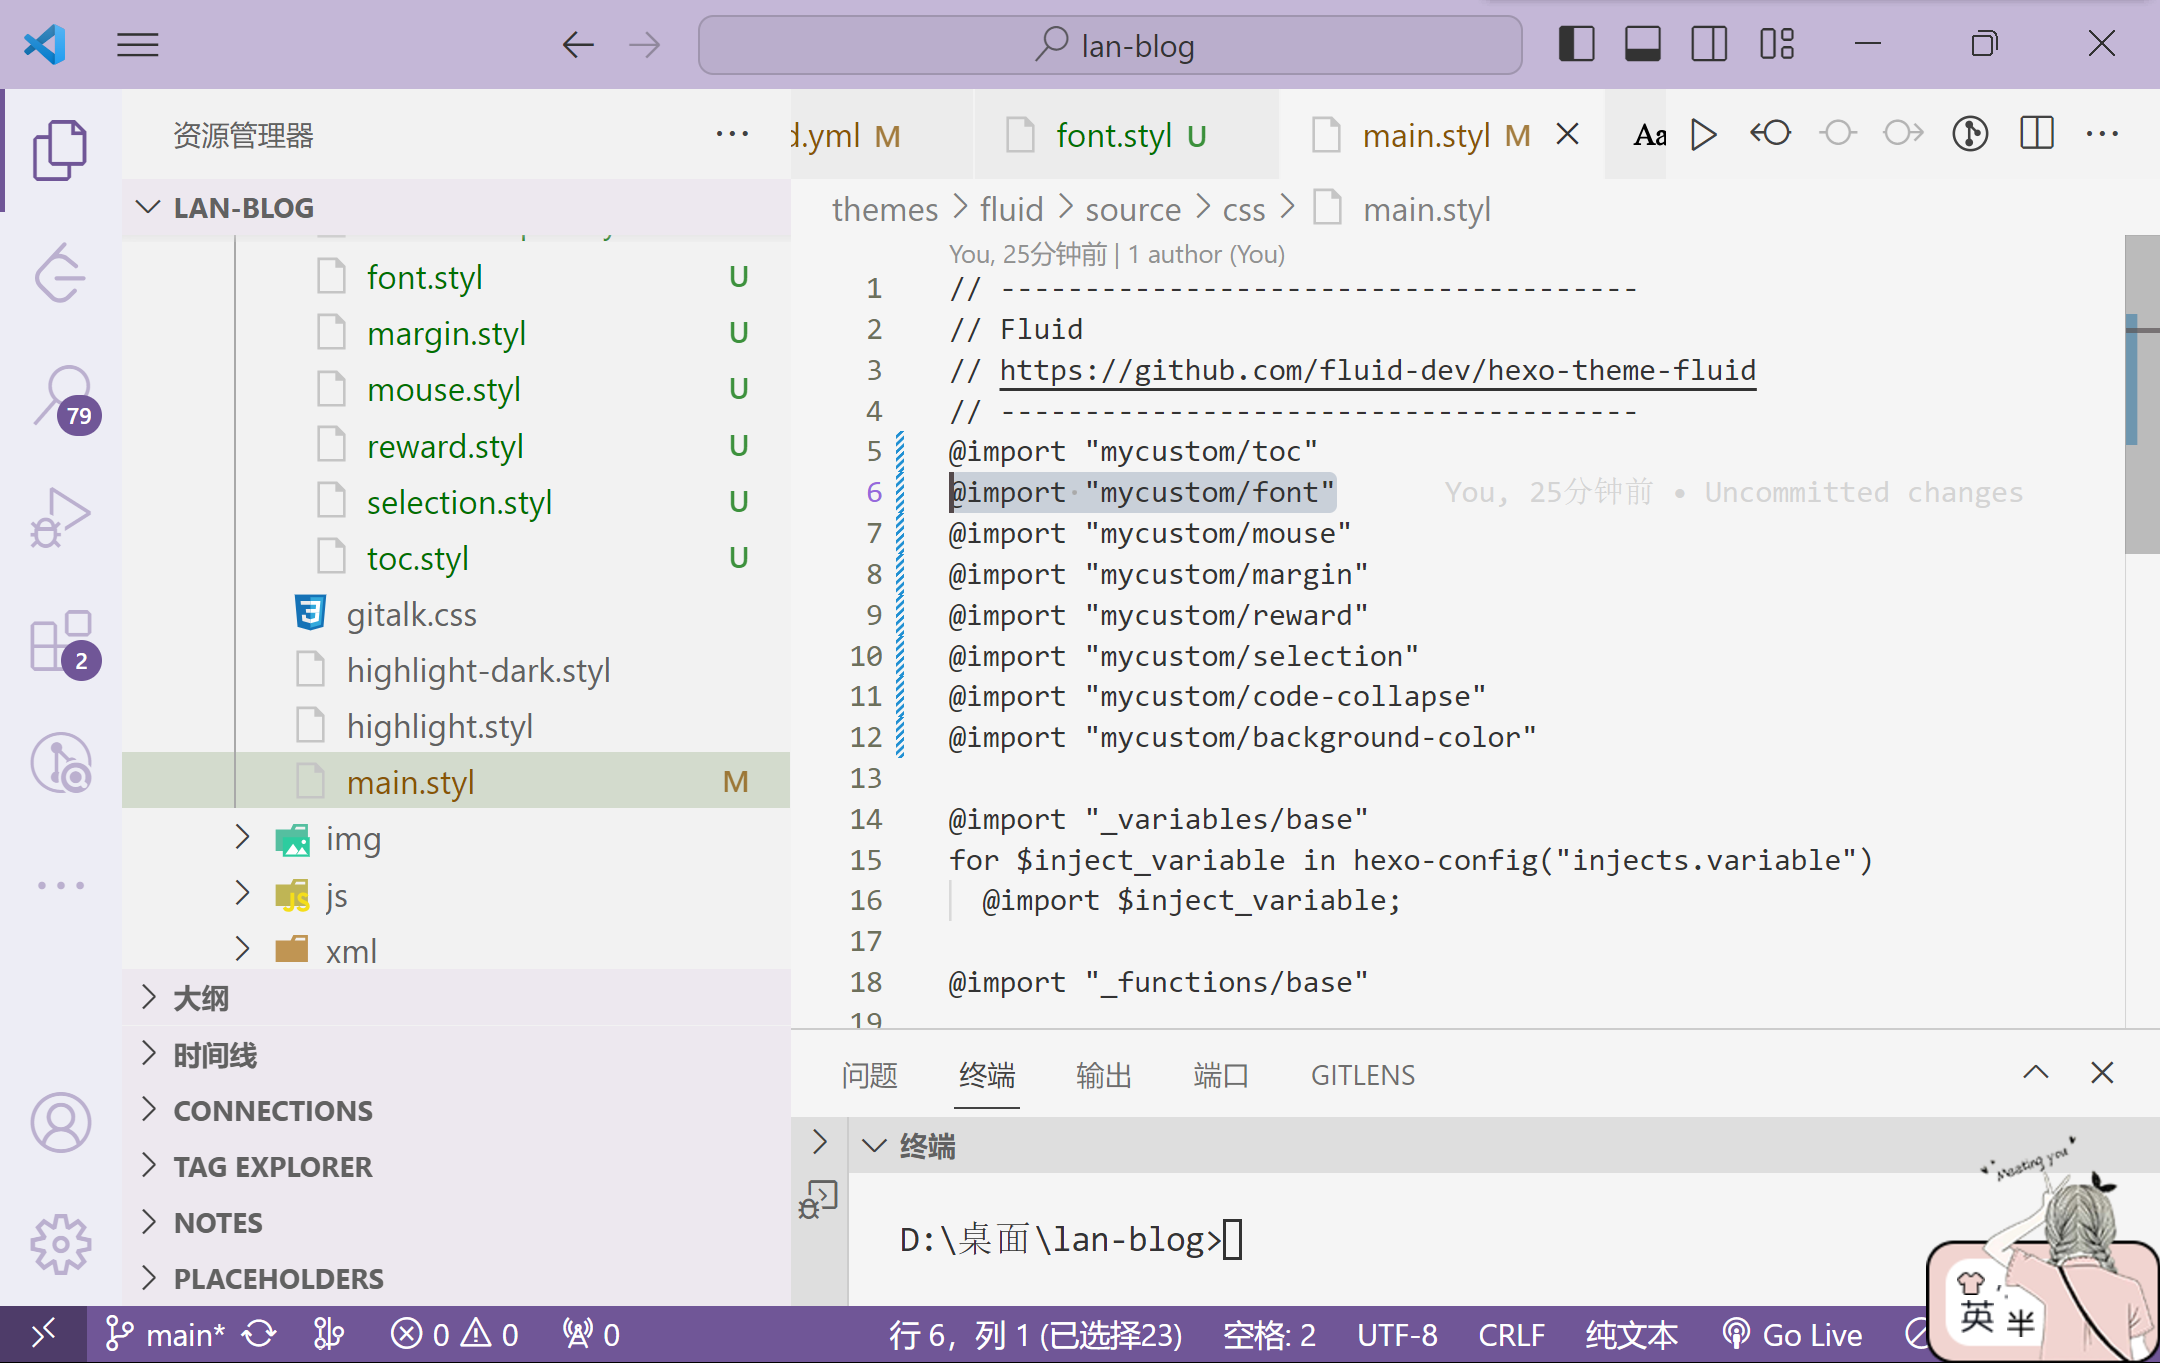 lan-blog
资源管理器
d.yml M
font.styl U
main.styl M
Aa
LAN-BLOG
themes > fluid > source > css > main.styl
font.styl U
margin.styl U
mouse.styl U
reward.styl U
selection.styl U
toc.styl U
gitalk.css
highlight-dark.styl
highlight.styl
main.styl M
img
js
xml
大纲
时间线
CONNECTIONS
TAG EXPLORER
NOTES
PLACEHOLDERS
79
2
You, 25分钟前 | 1 author (You)
1 // --------------------------------------
2 // Fluid
3 // https://github.com/fluid-dev/hexo-theme-fluid
4 // --------------------------------------
5 @import "mycustom/toc"
6 @import "mycustom/font" You, 25分钟前 • Uncommitted changes
7 @import "mycustom/mouse"
8 @import "mycustom/margin"
9 @import "mycustom/reward"
10 @import "mycustom/selection"
11 @import "mycustom/code-collapse"
12 @import "mycustom/background-color"
13
14 @import "_variables/base"
15 for $inject_variable in hexo-config("injects.variable")
16 @import $inject_variable;
17
18 @import "_functions/base"
19
问题 终端 输出 端口 GITLENS
终端
D:\桌面\lan-blog>
Meeting you
英 半
main* 0 0 0
行 6，列 1 (已选择23) 空格: 2 UTF-8 CRLF 纯文本 Go Live